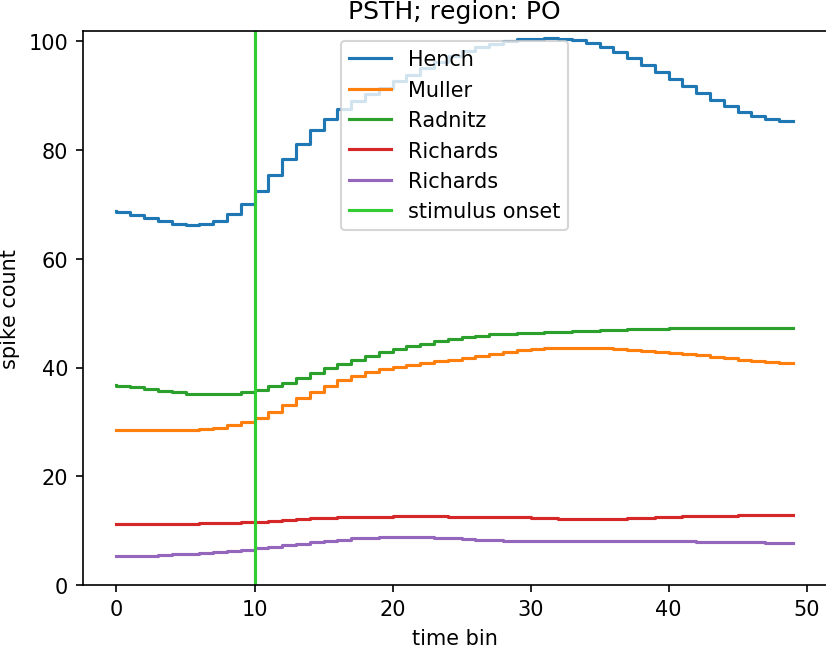 PSTH; region: PO
100
80
60
40
20
0
spike count
Hench
Muller
Radnitz
Richards
Richards
stimulus onset
0 10 20 30 40 50
time bin